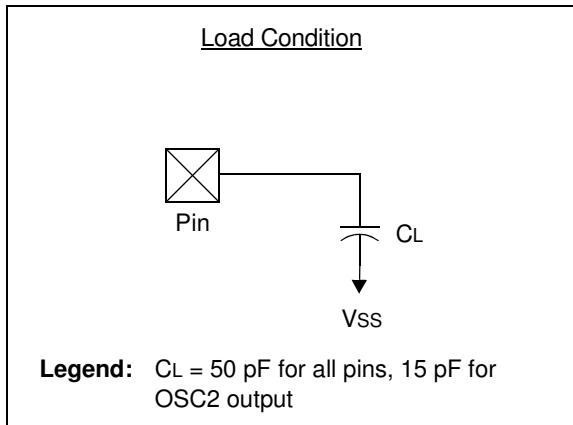 Load Condition
Pin
CL
VSS
Legend: CL = 50 pF for all pins, 15 pF for
OSC2 output